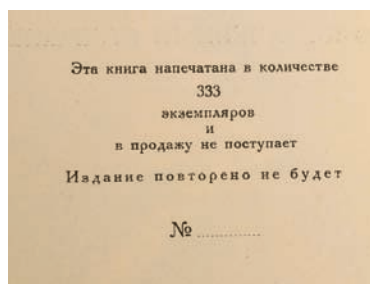 Эта книга напечатана в количестве
333
экземпляров
и
в продажу не поступает
Издание повторено не будет
№ ............